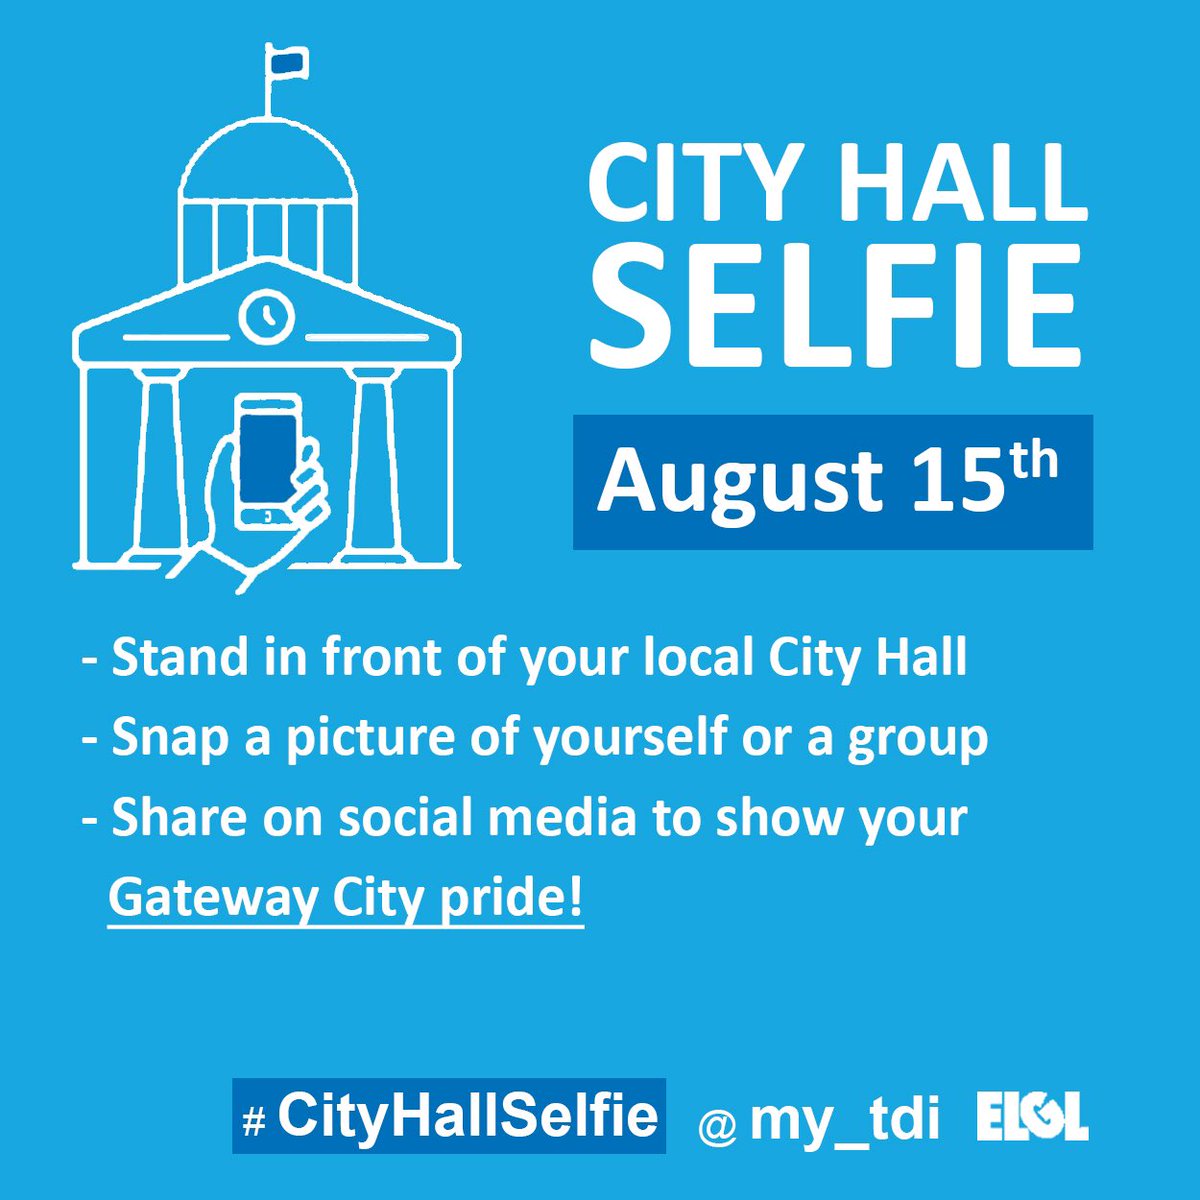 CITY HALL
SELFIE
August 15th
- Stand in front of your local City Hall
- Snap a picture of yourself or a group
- Share on social media to show your
Gateway City pride!
# CityHallSelfie @ my_tdi ELGL